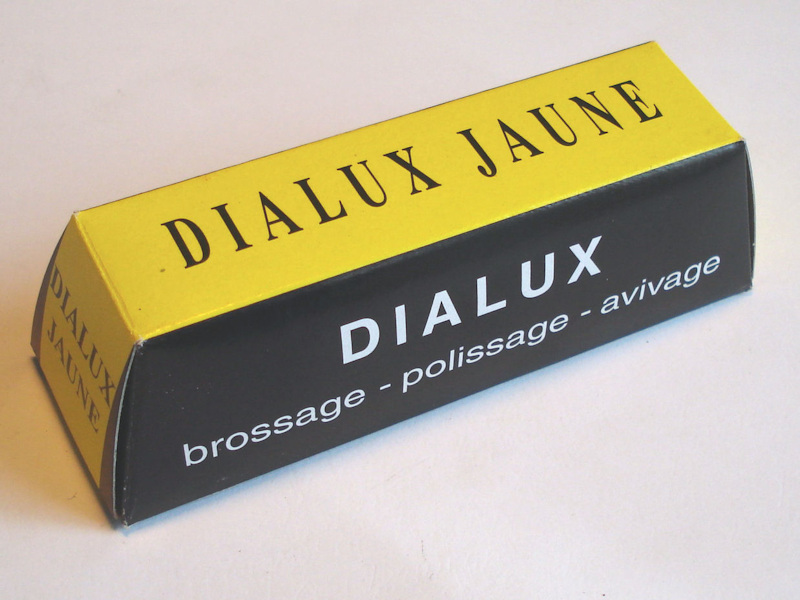 DIALUX JAUNE
DIALUX
brossage - polissage - avivage
DIALUX
JAUNE